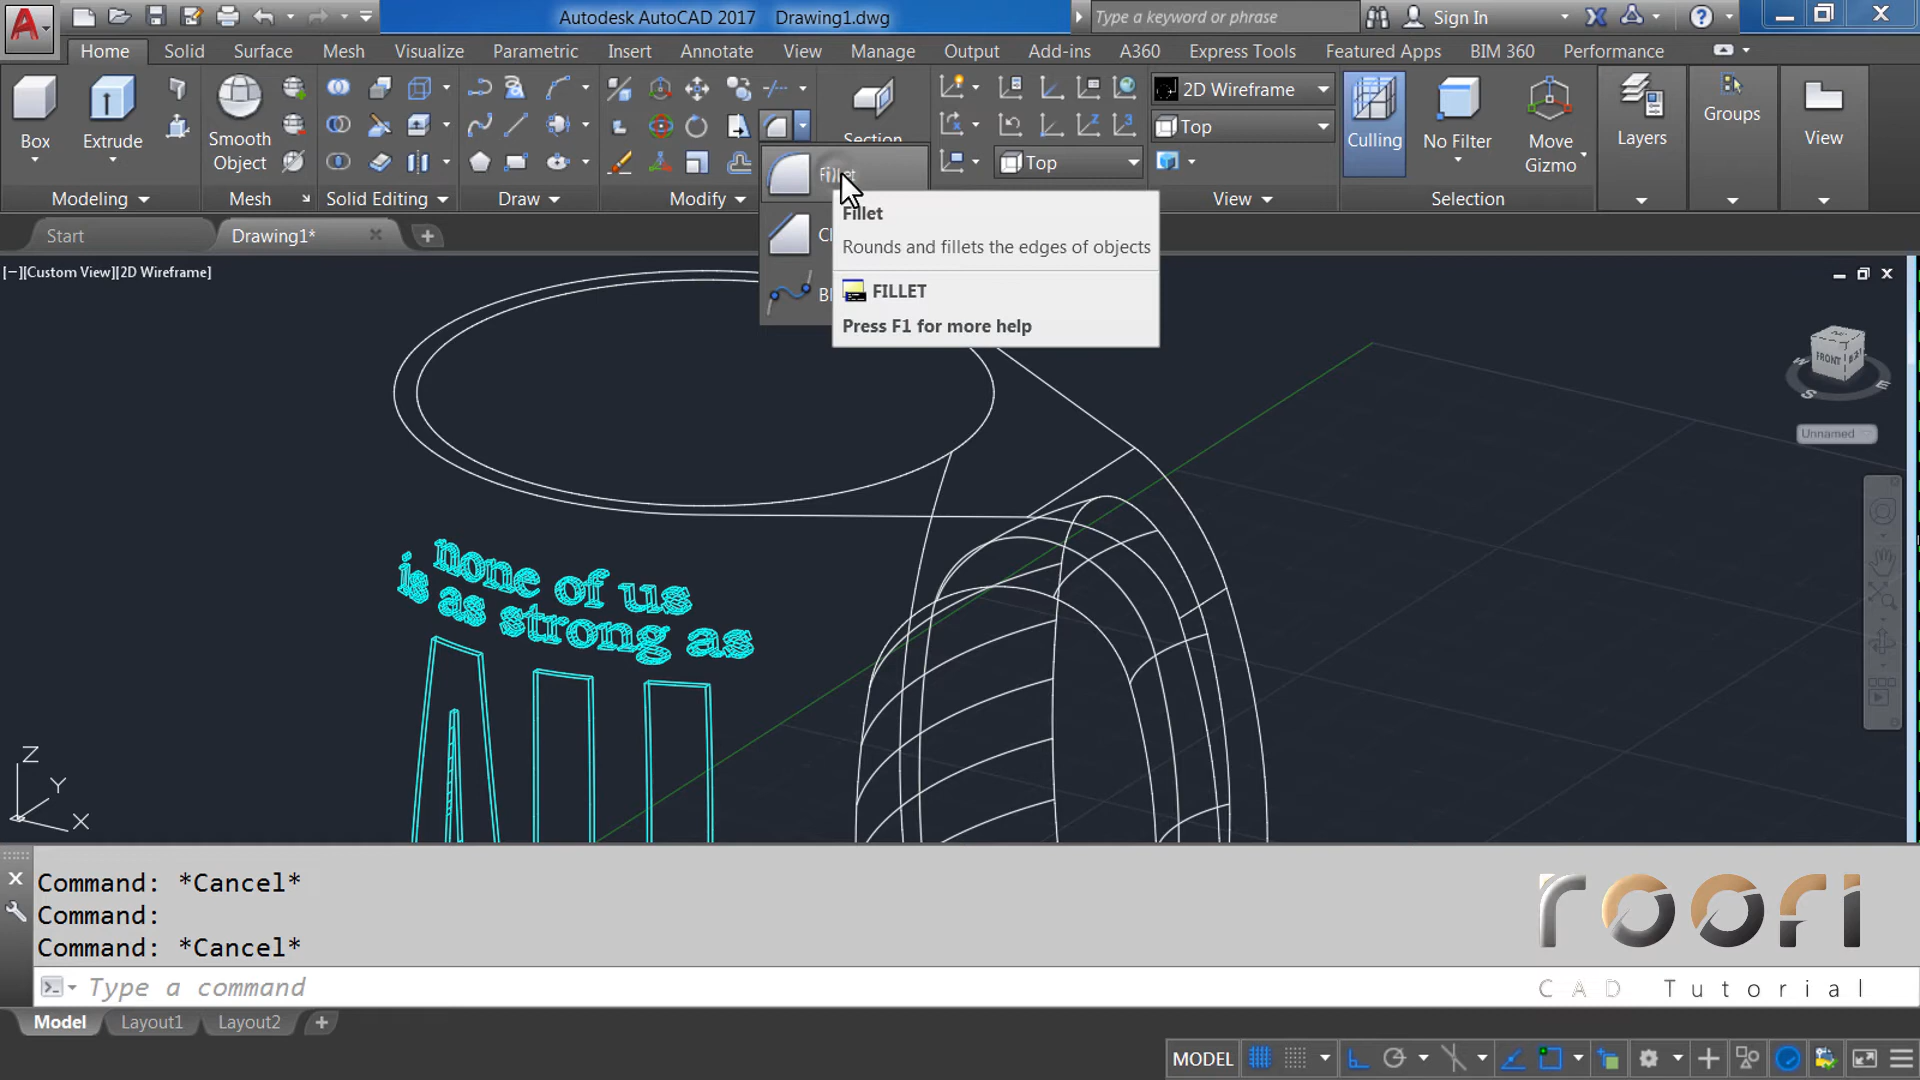 Autodesk AutoCAD 2017 Drawing1.dwg
Type a keyword or phrase
Sign In
Home Solid Surface Mesh Visualize Parametric Insert Annotate View Manage Output Add-ins A360 Express Tools Featured Apps BIM 360 Performance
Box
Extrude
Smooth
Object
Section
2D Wireframe
Top
Top
Culling
No Filter
Move
Gizmo
Layers
Groups
View
Modeling Mesh Solid Editing Draw Modify View Selection
Fillet
Fillet
Rounds and fillets the edges of objects
FILLET
Press F1 for more help
Start Drawing1*
[−][Custom View][2D Wireframe]
FRONT
S
E
Unnamed
none of us
is as strong as
Z
Y
X
Command: *Cancel*
Command:
Command: *Cancel*
Type a command
roofi
CAD Tutorial
Model Layout1 Layout2
MODEL